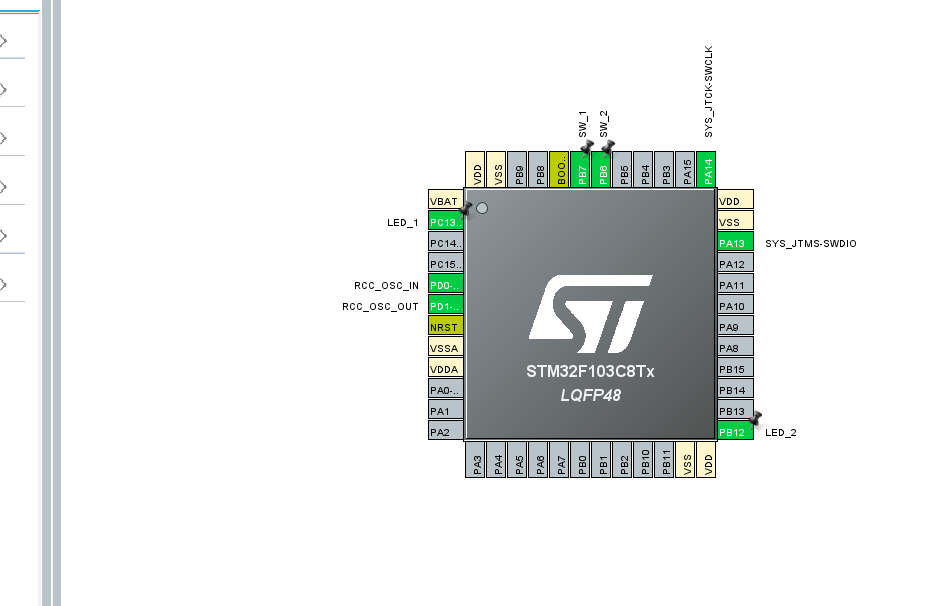 SYS_JTCK-SWCLK
SW_1
SW_2
VDD
VSS
PB9
PB8
BOO..
PB7
PB6
PB5
PB4
PB3
PA15
PA14
VBAT
LED_1
PC13..
PC14..
PC15..
RCC_OSC_IN
PD0-..
RCC_OSC_OUT
PD1-..
NRST
VSSA
VDDA
PA0-..
PA1
PA2
ST
STM32F103C8Tx
LQFP48
VDD
VSS
PA13
SYS_JTMS-SWDIO
PA12
PA11
PA10
PA9
PA8
PB15
PB14
PB13
PB12
LED_2
PA3
PA4
PA5
PA6
PA7
PB0
PB1
PB2
PB10
PB11
VSS
VDD